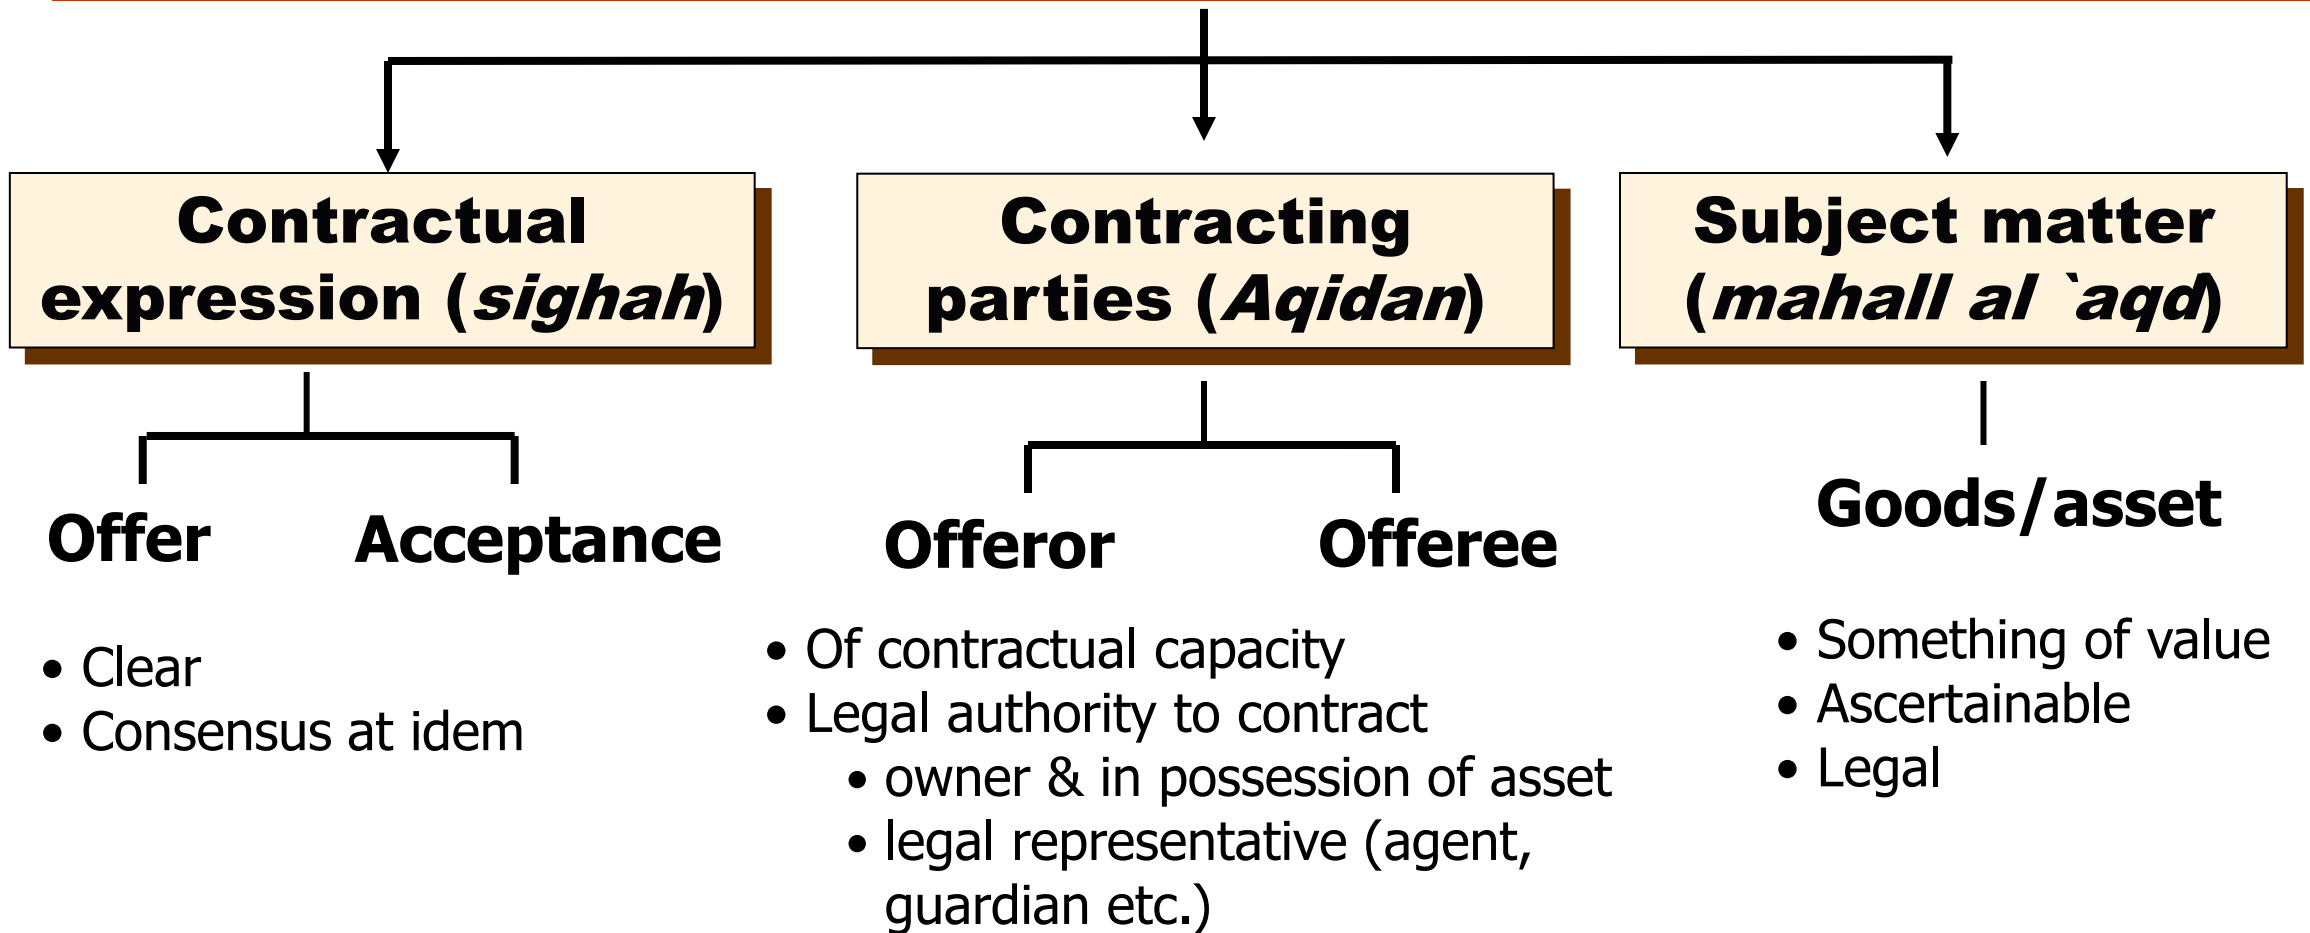 Contractual
expression (sighah)
Contracting
parties (Aqidan)
Subject matter
(mahall al `aqd)
Offer
Acceptance
• Clear
• Consensus at idem
Offeror
Offeree
• Of contractual capacity
• Legal authority to contract
• owner & in possession of asset
• legal representative (agent,
guardian etc.)
Goods/asset
• Something of value
• Ascertainable
• Legal